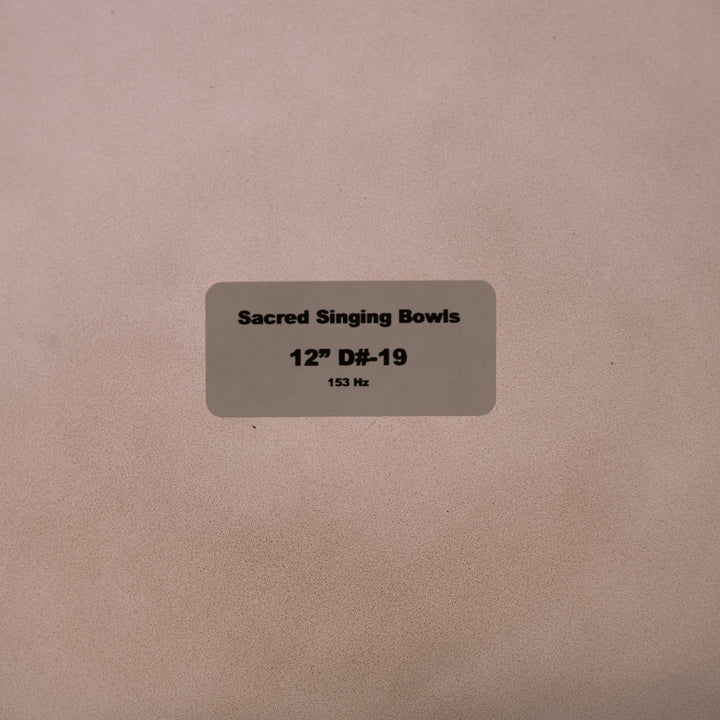 Sacred Singing Bowls
12” D#-19
153 Hz